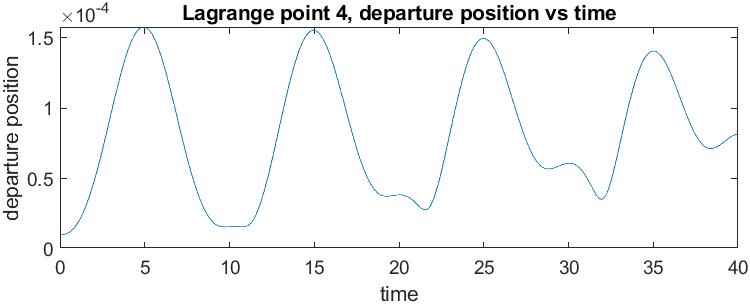 Lagrange point 4, departure position vs time
×10⁻⁴
1.5
1
0.5
0
departure position
0 5 10 15 20 25 30 35 40
time